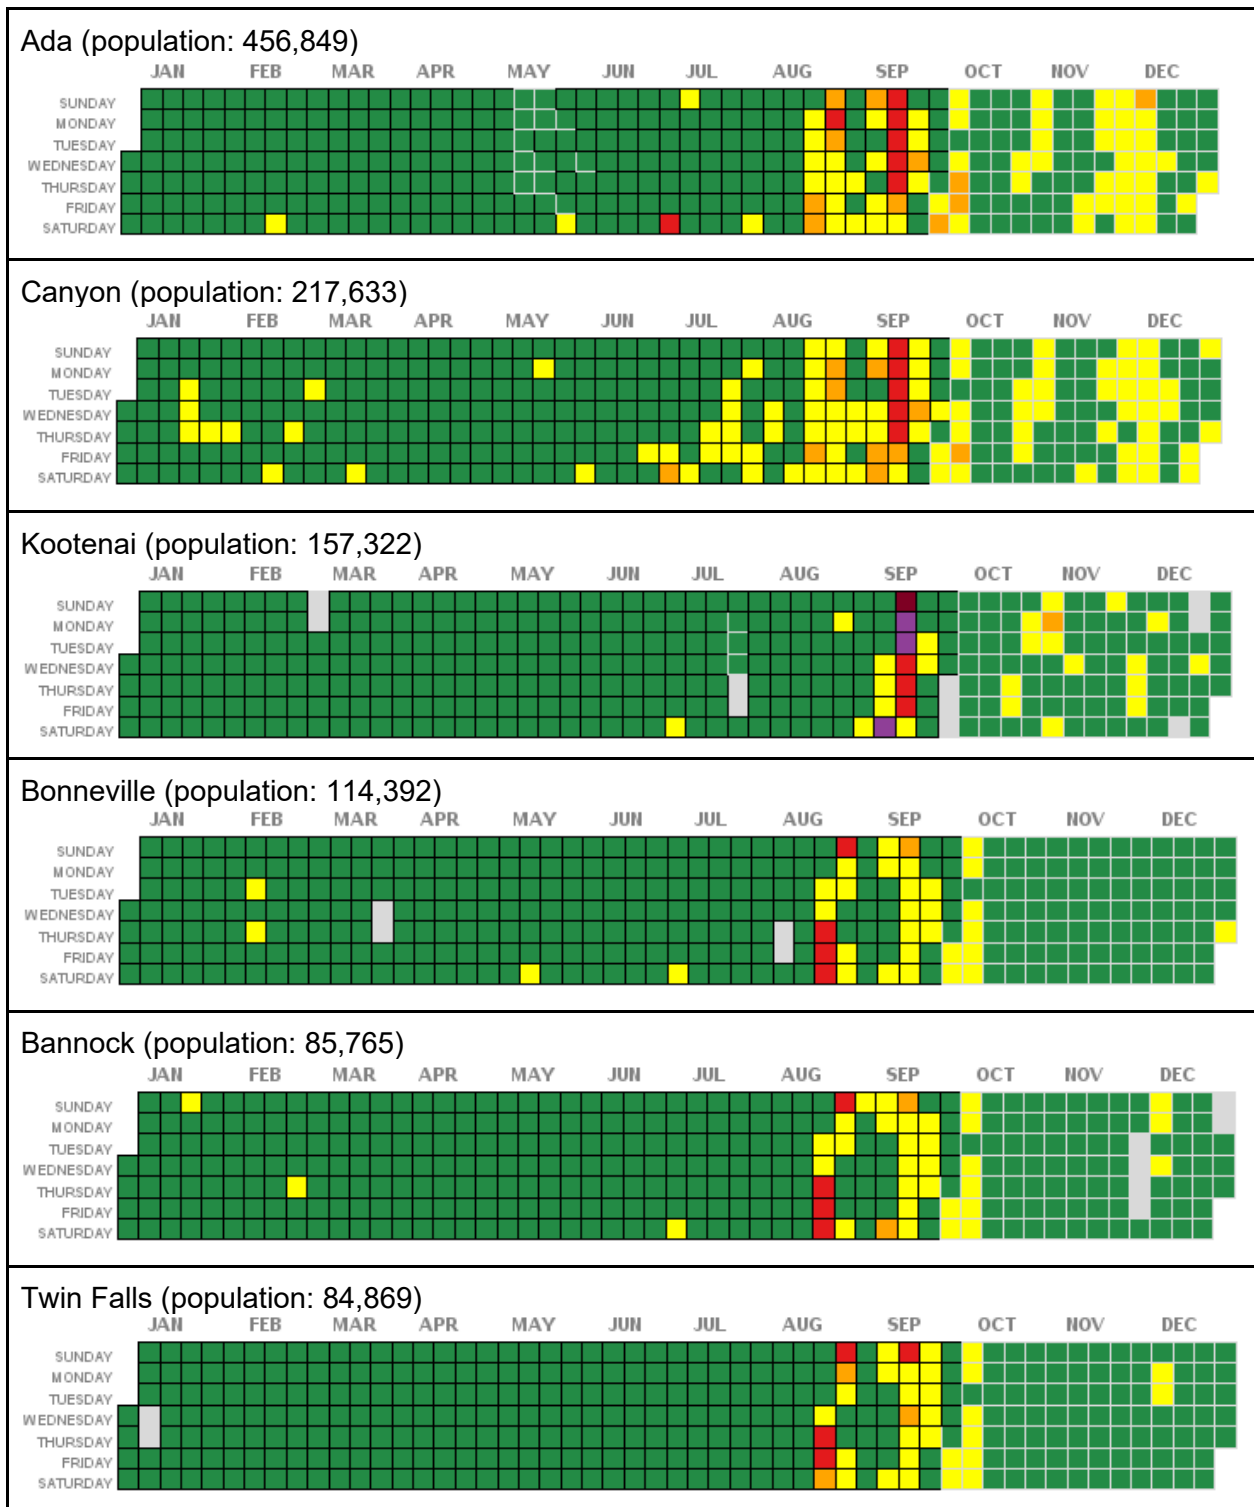 Ada (population: 456,849)
JAN FEB MAR APR MAY JUN JUL AUG SEP OCT NOV DEC
SUNDAY
MONDAY
TUESDAY
WEDNESDAY
THURSDAY
FRIDAY
SATURDAY
Canyon (population: 217,633)
JAN FEB MAR APR MAY JUN JUL AUG SEP OCT NOV DEC
SUNDAY
MONDAY
TUESDAY
WEDNESDAY
THURSDAY
FRIDAY
SATURDAY
Kootenai (population: 157,322)
JAN FEB MAR APR MAY JUN JUL AUG SEP OCT NOV DEC
SUNDAY
MONDAY
TUESDAY
WEDNESDAY
THURSDAY
FRIDAY
SATURDAY
Bonneville (population: 114,392)
JAN FEB MAR APR MAY JUN JUL AUG SEP OCT NOV DEC
SUNDAY
MONDAY
TUESDAY
WEDNESDAY
THURSDAY
FRIDAY
SATURDAY
Bannock (population: 85,765)
JAN FEB MAR APR MAY JUN JUL AUG SEP OCT NOV DEC
SUNDAY
MONDAY
TUESDAY
WEDNESDAY
THURSDAY
FRIDAY
SATURDAY
Twin Falls (population: 84,869)
JAN FEB MAR APR MAY JUN JUL AUG SEP OCT NOV DEC
SUNDAY
MONDAY
TUESDAY
WEDNESDAY
THURSDAY
FRIDAY
SATURDAY